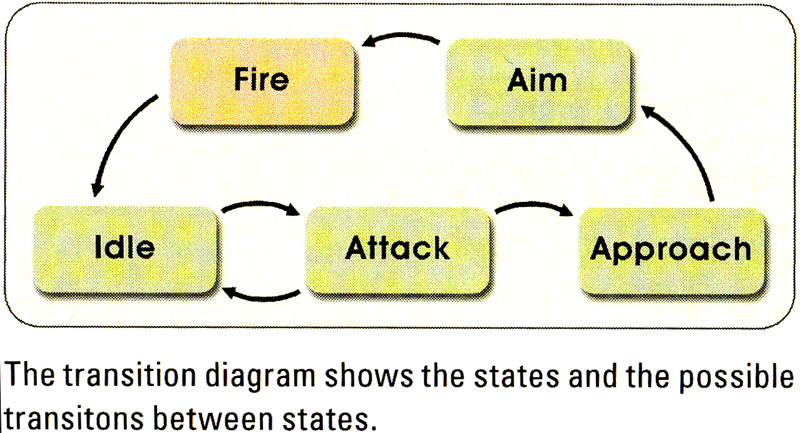 Fire
Aim
Idle
Attack
Approach
The transition diagram shows the states and the possible
transitons between states.